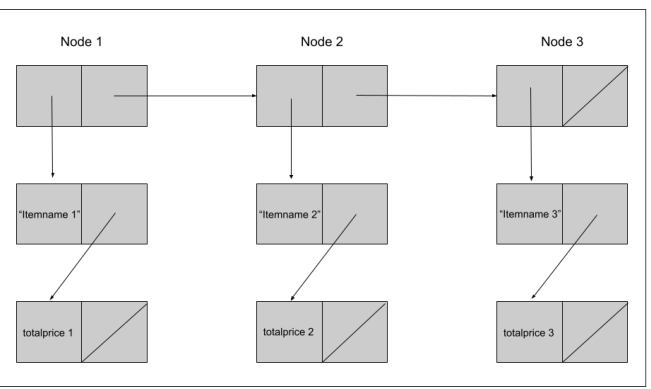 Node 1 Node 2 Node 3
"Itemname 1" "Itemname 2" "Itemname 3"
totalprice 1 totalprice 2 totalprice 3